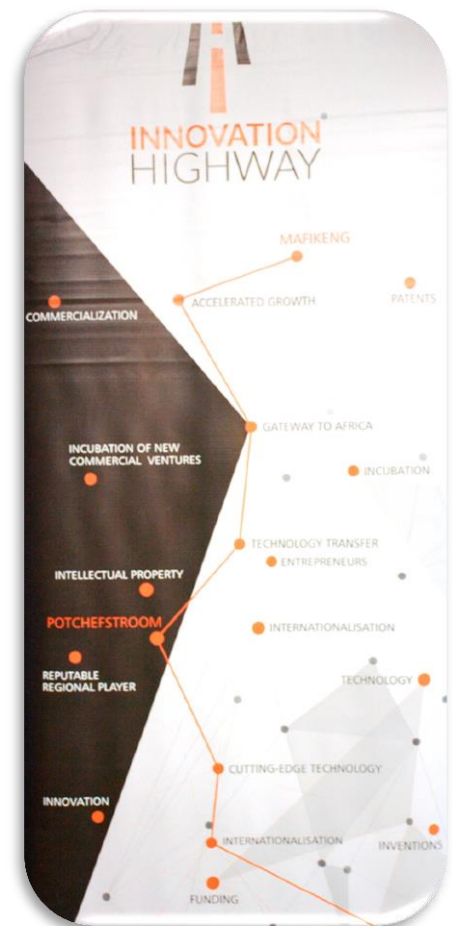 INNOVATION
HIGHWAY
MAFIKENG
ACCELERATED GROWTH
PATENTS
COMMERCIALIZATION
GATEWAY TO AFRICA
INCUBATION OF NEW
COMMERCIAL VENTURES
INCUBATION
TECHNOLOGY TRANSFER
ENTREPRENEURS
INTELLECTUAL PROPERTY
POTCHEFSTROOM
INTERNATIONALISATION
REPUTABLE
REGIONAL PLAYER
TECHNOLOGY
CUTTING-EDGE TECHNOLOGY
INNOVATION
INTERNATIONALISATION
INVENTIONS
FUNDING